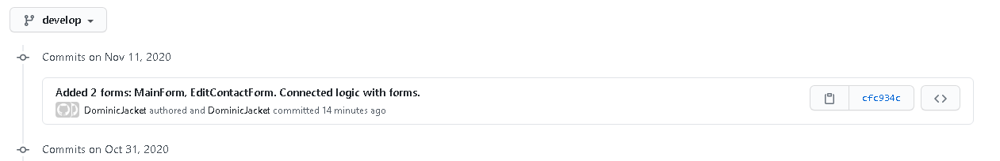 develop
Commits on Nov 11, 2020
Added 2 forms: MainForm, EditContactForm. Connected logic with forms.
DominicJacket authored and DominicJacket committed 14 minutes ago
cfc934c
Commits on Oct 31, 2020